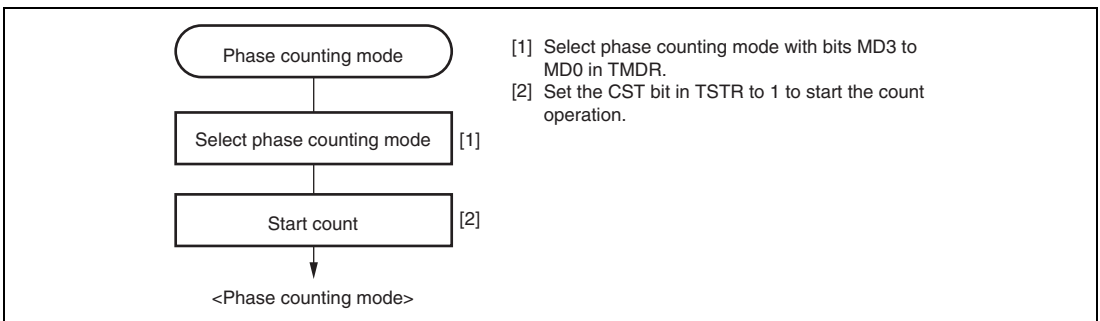 Phase counting mode
Select phase counting mode [1]
Start count [2]
<Phase counting mode>
[1] Select phase counting mode with bits MD3 to
MD0 in TMDR.
[2] Set the CST bit in TSTR to 1 to start the count
operation.